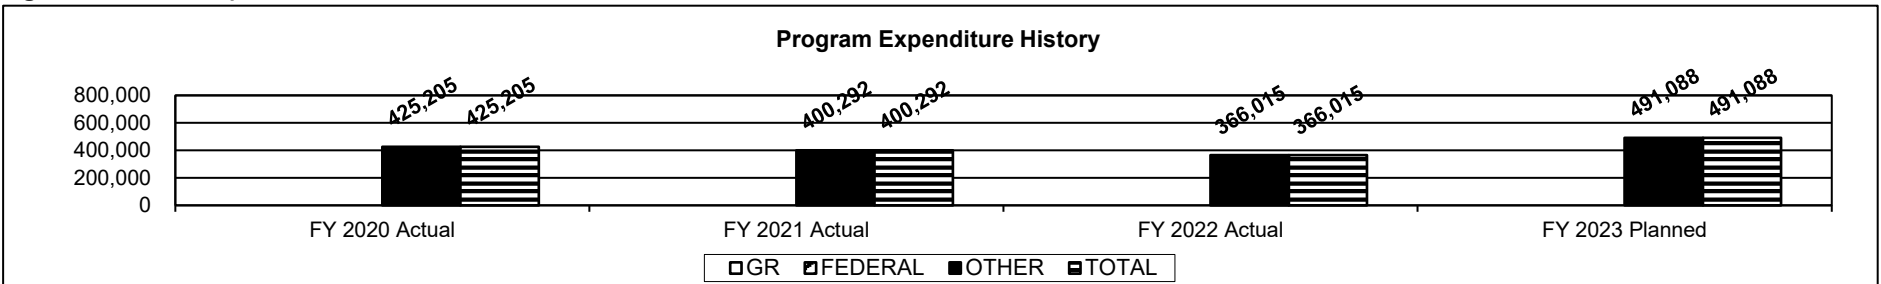 Program Expenditure History
800,000
600,000
400,000
200,000
0
425,205 425,205 400,292 400,292 366,015 366,015 491,088 491,088
FY 2020 Actual FY 2021 Actual FY 2022 Actual FY 2023 Planned
GR FEDERAL OTHER TOTAL